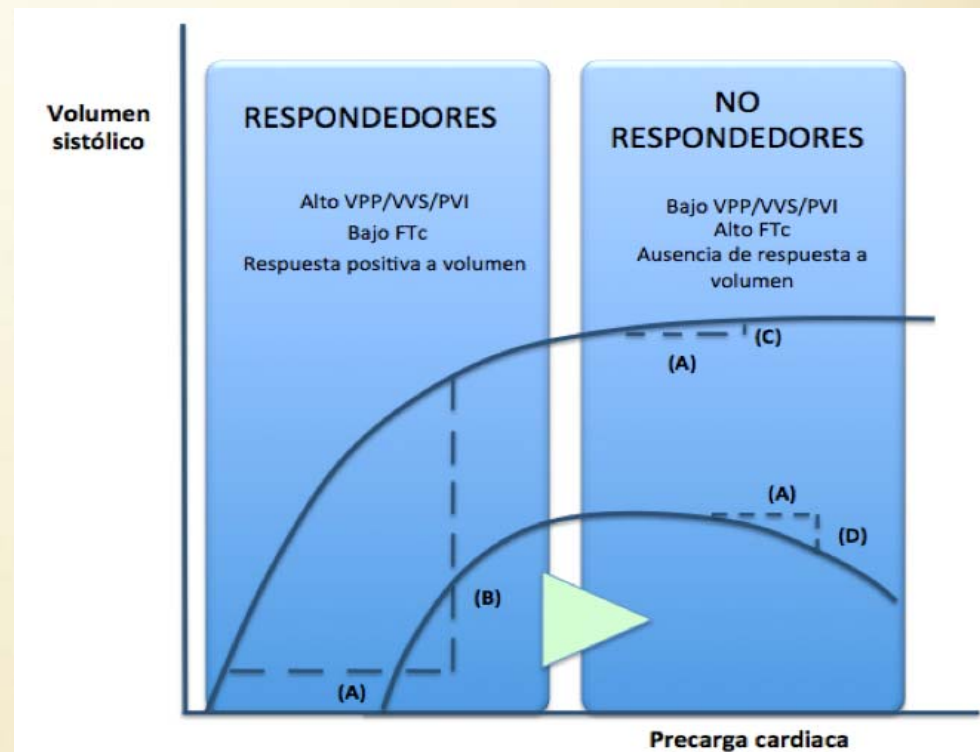 Volumen
sistólico
RESPONDEDORES
Alto VPP/VVS/PVI
Bajo FTc
Respuesta positiva a volumen
NO
RESPONDEDORES
Bajo VPP/VVS/PVI
Alto FTc
Ausencia de respuesta a
volumen
(A)
(C)
(A)
(D)
(B)
(A)
Precarga cardiaca